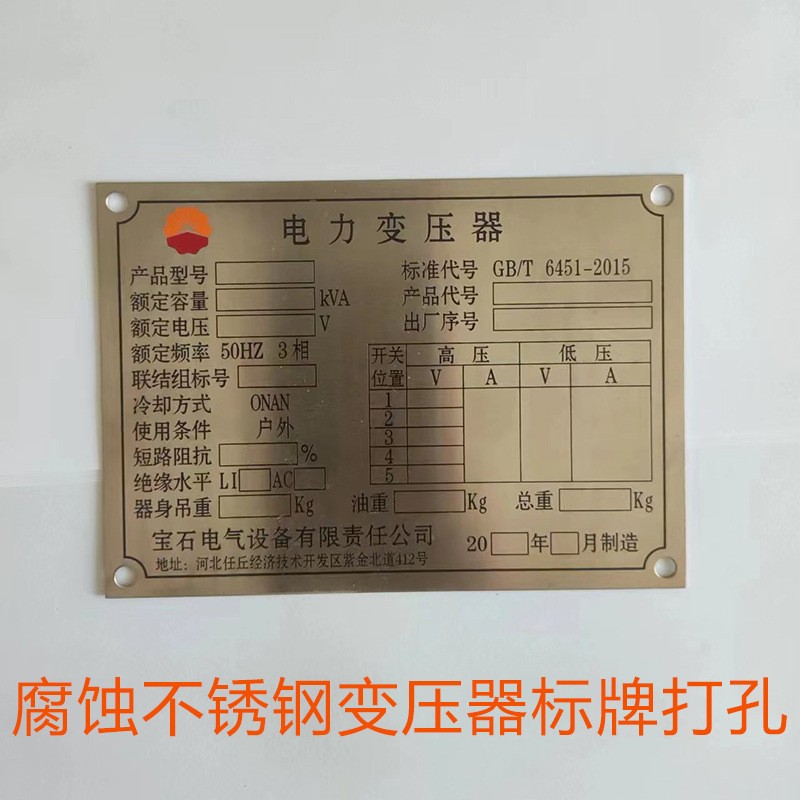 电力变压器
产品型号
标准代号 GB/T 6451-2015
额定容量 kVA
产品代号
额定电压 V
出厂序号
额定频率 50HZ 3相
联结组标号
冷却方式 ONAN
使用条件 户外
短路阻抗 %
绝缘水平 LI AC
开关位置 高压 低压
V A V A
1
2
3
4
5
器身吊重 Kg 油重 Kg 总重 Kg
宝石电气设备有限责任公司
20 年 月制造
地址：河北任丘经济技术开发区紫金北道412号
腐蚀不锈钢变压器标牌打孔